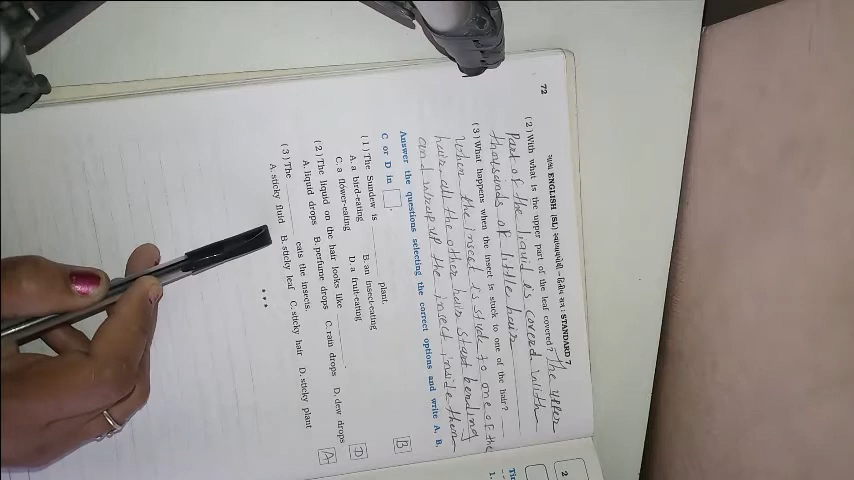 72
ENGLISH (SL) સ્વાધ્યાયપોથી – દ્વિતીય સત્ર : STANDARD 7
(2) With what is the upper part of the leaf covered? The upper
part of the liquid is covered with
thousands of little hair
(3) What happens when the insect is stuck to one of the hair?
When the insect is stuck to one of the
hair. all the other hair start bending
and wrap up the insect inside them
Answer the questions selecting the correct options and write A, B,
C or D in
(1) The Sundew is ________ plant.
A. a bird-eating B. an insect-eating
C. a flower-eating D. a fruit-eating
B
(2) The liquid on the hair looks like ________.
A. liquid drops B. perfume drops C. rain drops D. dew drops
D
(3) The ________ eats the insects.
A. sticky fluid B. sticky leaf C. sticky hair D. sticky plant
A
•••
2
1.